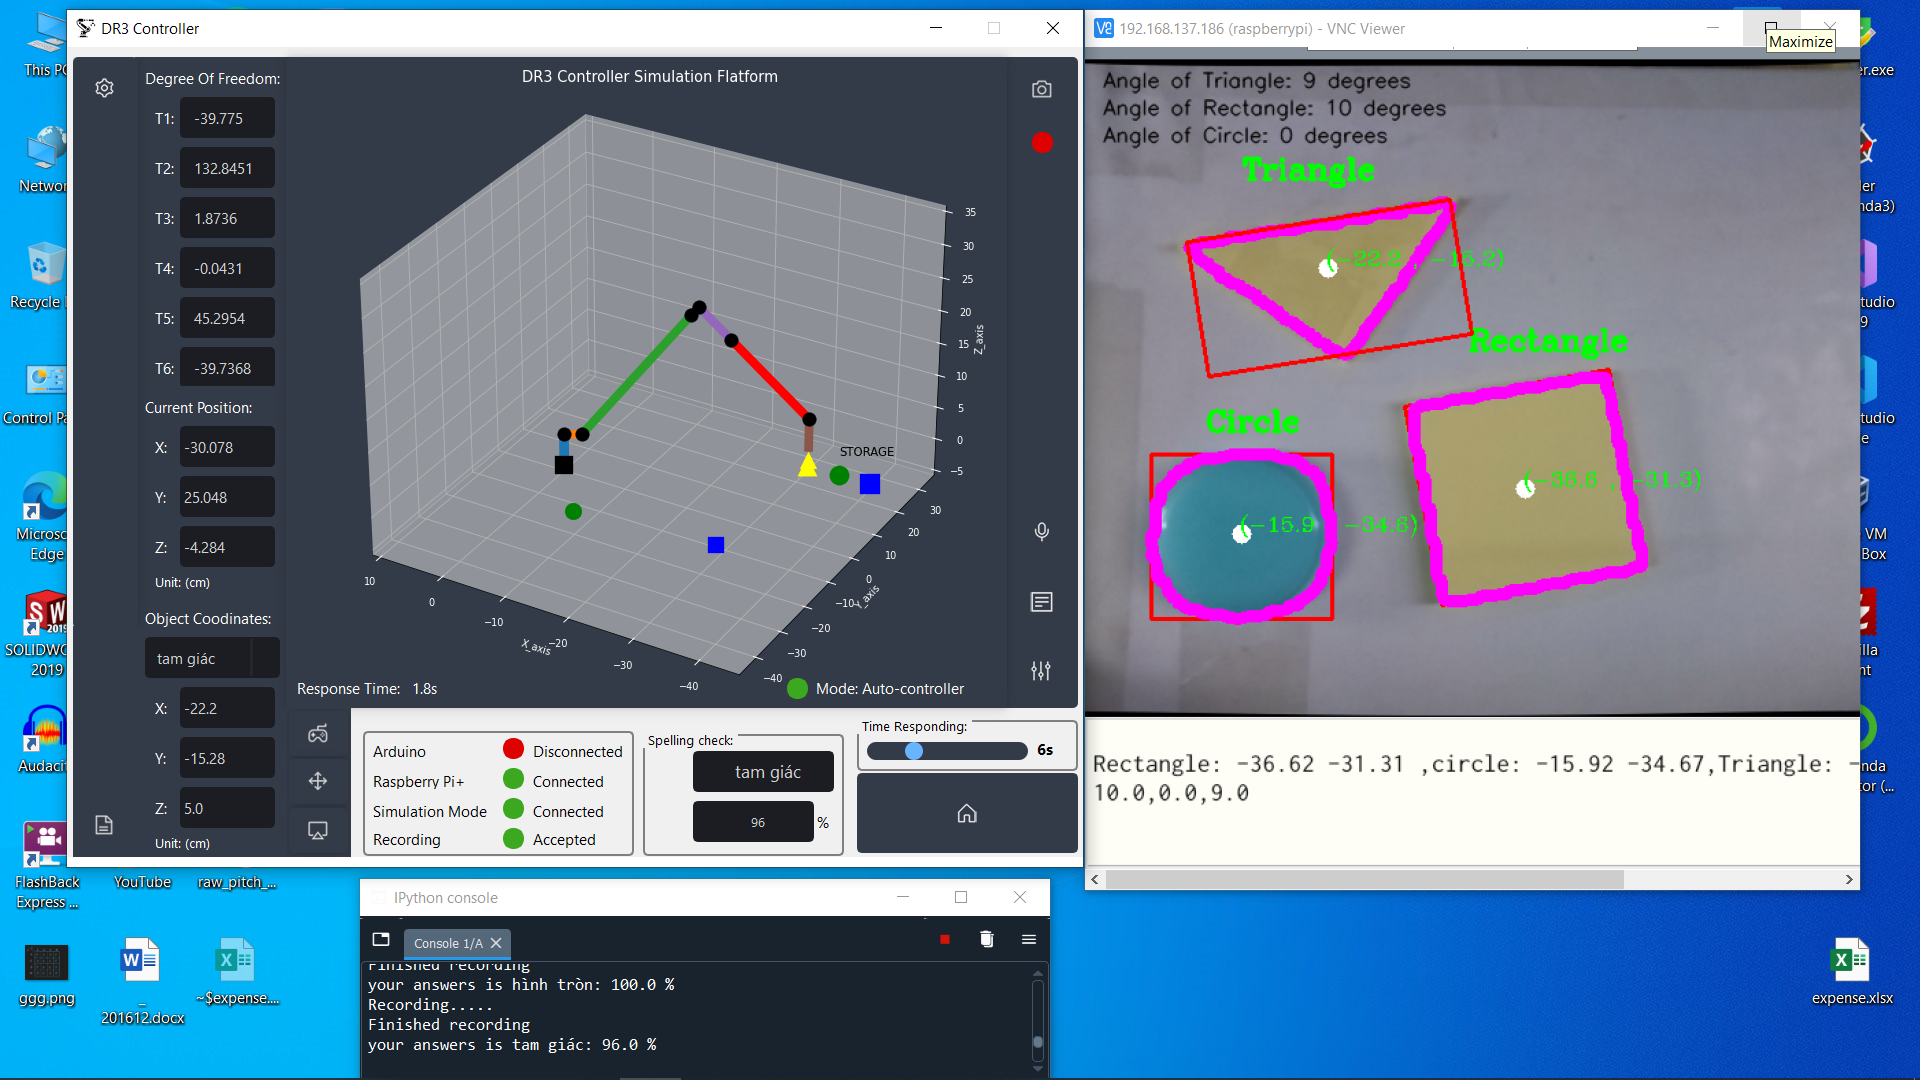 This PC
Networ
Recycle
Control Pa
Microso
Edge
SOLIDWO
2019
Audaci
FlashBack
Express ...
YouTube
raw_pitch_...
ggg.png
201612.docx
~$expense....
DR3 Controller
Degree Of Freedom:
T1: -39.775
T2: 132.8451
T3: 1.8736
T4: -0.0431
T5: 45.2954
T6: -39.7368
Current Position:
X: -30.078
Y: 25.048
Z: -4.284
Unit: (cm)
Object Coodinates:
tam giác
X: -22.2
Y: -15.28
Z: 5.0
Unit: (cm)
DR3 Controller Simulation Flatform
35
30
25
20
15
10
5
0
−5
Z_axis
STORAGE
30
20
10
0
−10
−20
−30
−40
Y_axis
10
0
−10
−20
−30
−40
X_axis
Response Time: 1.8s
Mode: Auto-controller
Arduino Disconnected
Raspberry Pi+ Connected
Simulation Mode Connected
Recording Accepted
Spelling check:
tam giác
96 %
Time Responding:
6s
IPython console
Console 1/A
Finished recording
your answers is hình tròn: 100.0 %
Recording.....
Finished recording
your answers is tam giác: 96.0 %
192.168.137.186 (raspberrypi) - VNC Viewer
Maximize
Angle of Triangle: 9 degrees
Angle of Rectangle: 10 degrees
Angle of Circle: 0 degrees
Triangle
(-22.2 , -15.2)
Rectangle
(-36.6 , -31.3)
Circle
(-15.9 -34.6)
Rectangle: -36.62 -31.31 ,circle: -15.92 -34.67,Triangle: -
10.0,0.0,9.0
er.exe
ler
nda3)
tudio
9
tudio
e
VM
Box
illa
nt
nda
tor (...
expense.xlsx